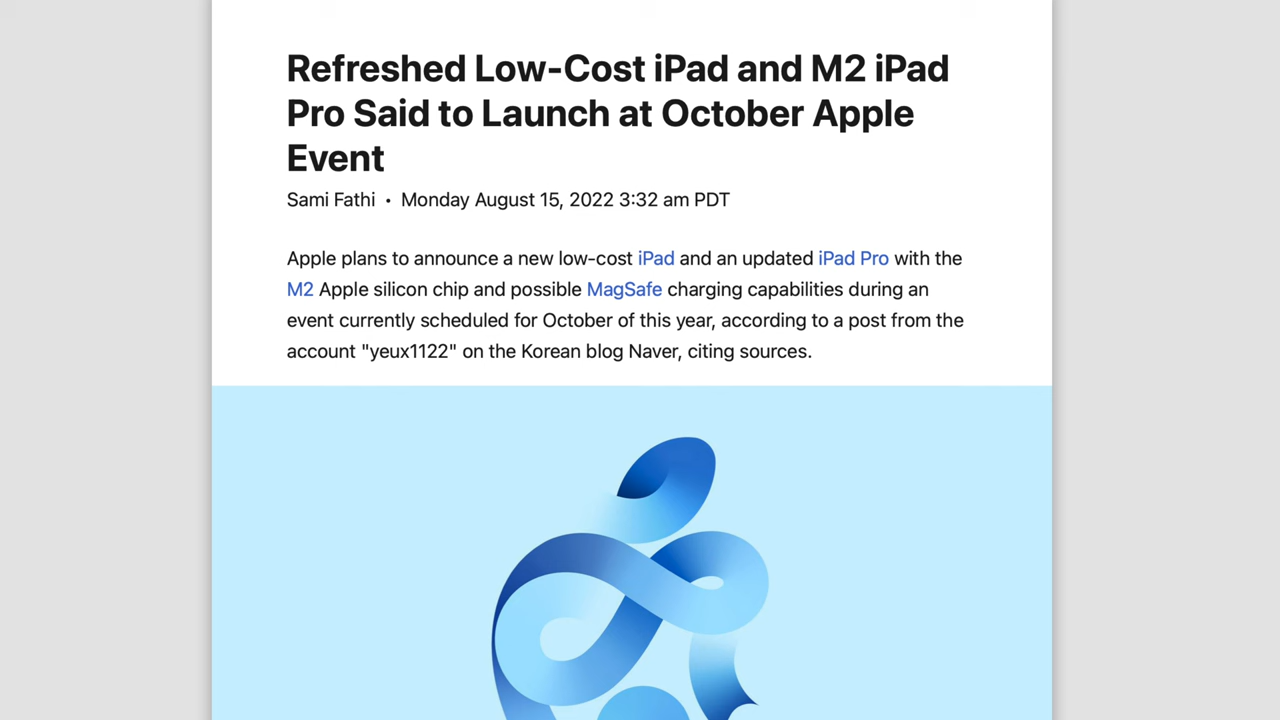 Refreshed Low-Cost iPad and M2 iPad
Pro Said to Launch at October Apple
Event
Sami Fathi • Monday August 15, 2022 3:32 am PDT
Apple plans to announce a new low-cost iPad and an updated iPad Pro with the
M2 Apple silicon chip and possible MagSafe charging capabilities during an
event currently scheduled for October of this year, according to a post from the
account "yeux1122" on the Korean blog Naver, citing sources.